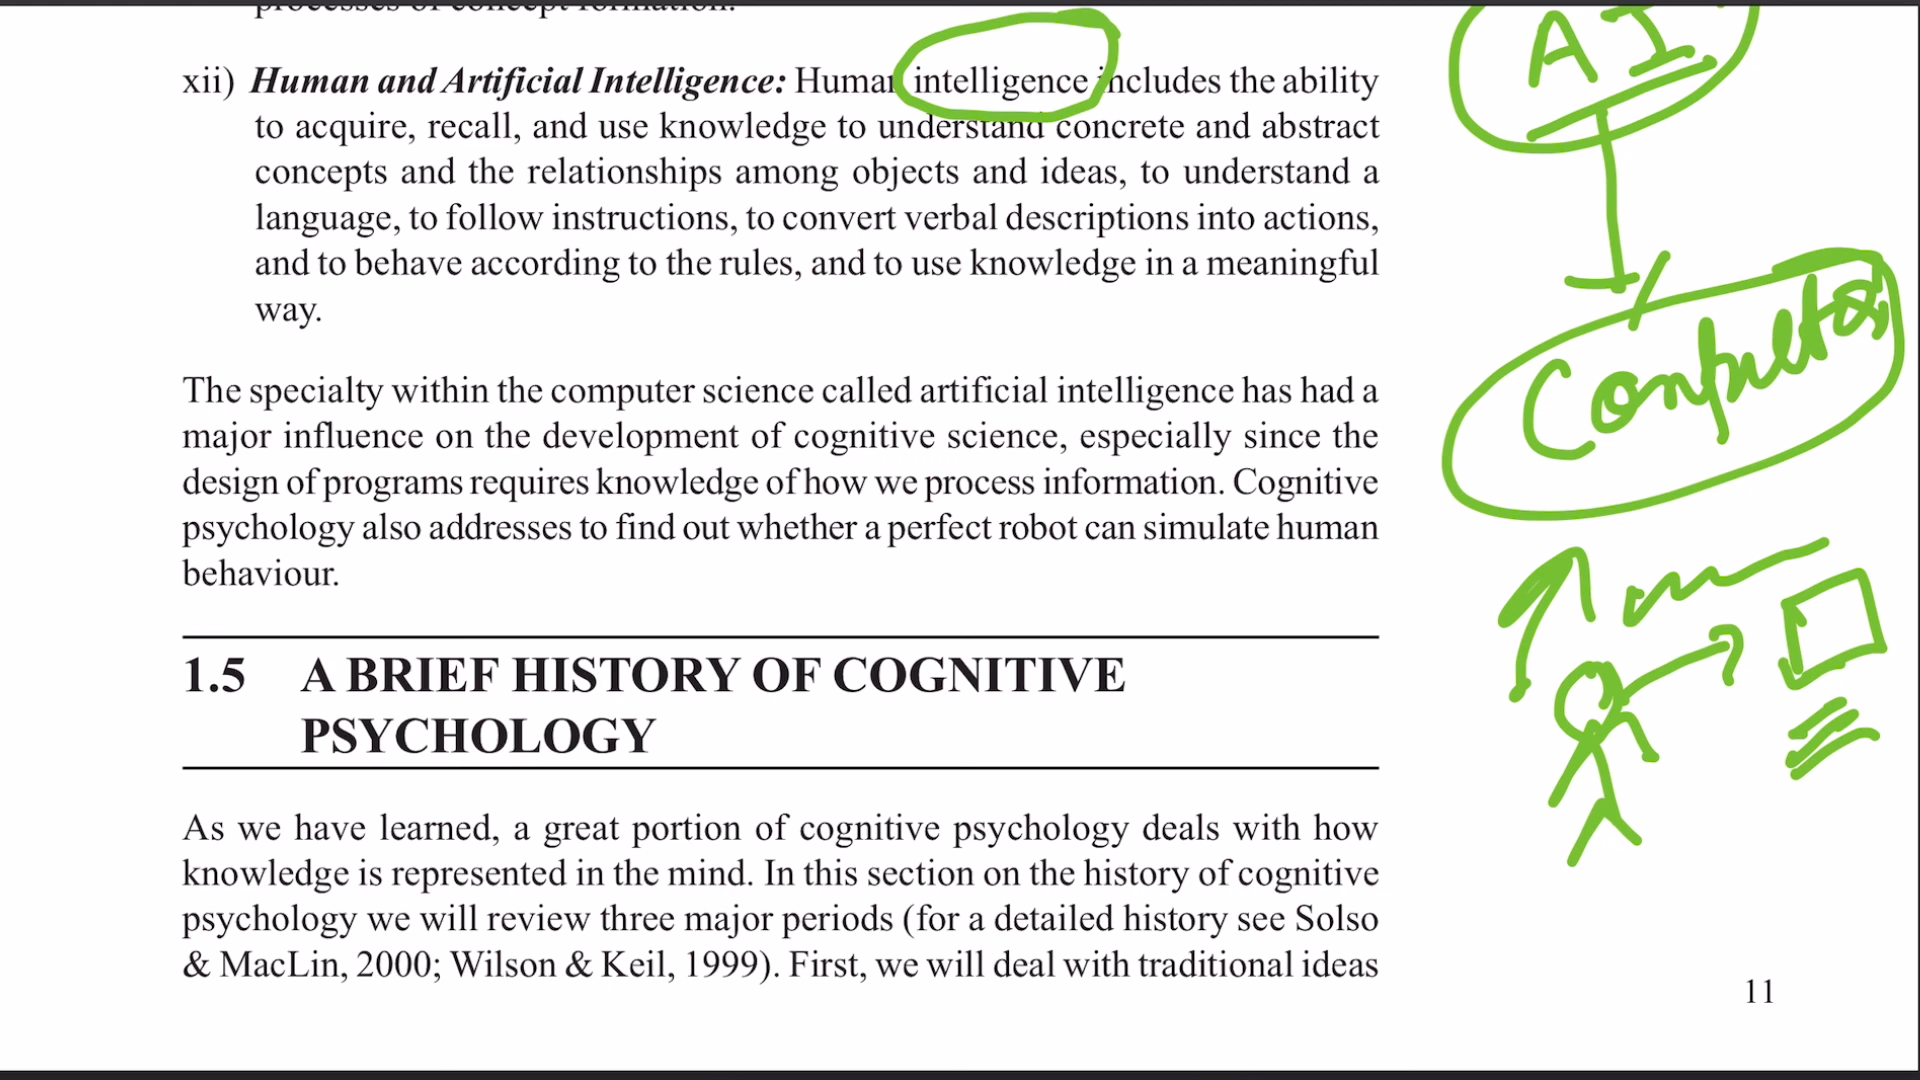 processes of concept formation.
xii) Human and Artificial Intelligence: Human intelligence includes the ability
to acquire, recall, and use knowledge to understand concrete and abstract
concepts and the relationships among objects and ideas, to understand a
language, to follow instructions, to convert verbal descriptions into actions,
and to behave according to the rules, and to use knowledge in a meaningful
way.
The specialty within the computer science called artificial intelligence has had a
major influence on the development of cognitive science, especially since the
design of programs requires knowledge of how we process information. Cognitive
psychology also addresses to find out whether a perfect robot can simulate human
behaviour.
1.5 A BRIEF HISTORY OF COGNITIVE
PSYCHOLOGY
As we have learned, a great portion of cognitive psychology deals with how
knowledge is represented in the mind. In this section on the history of cognitive
psychology we will review three major periods (for a detailed history see Solso
& MacLin, 2000; Wilson & Keil, 1999). First, we will deal with traditional ideas
11
AI